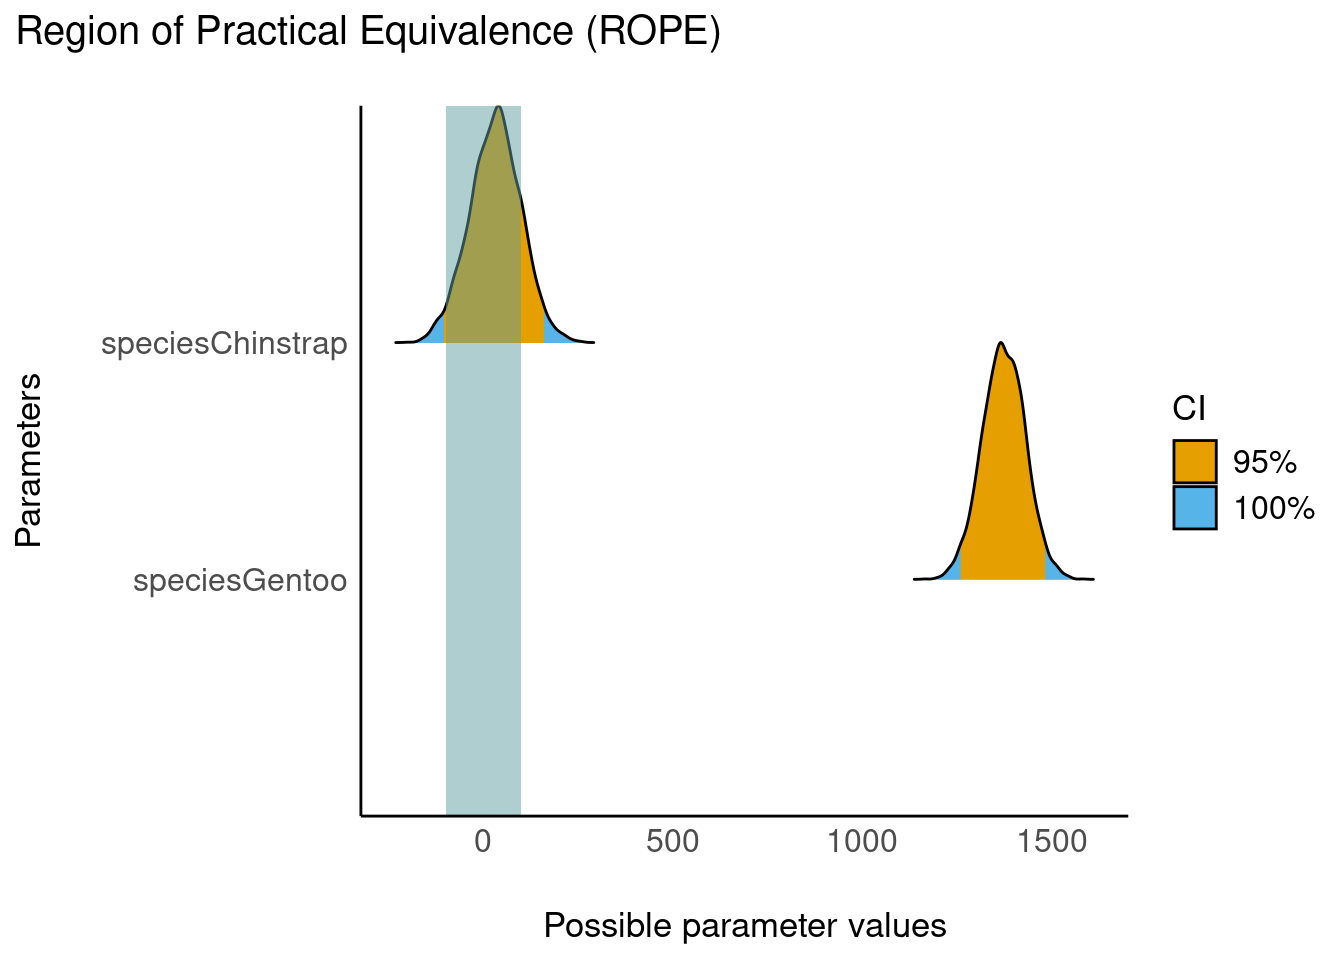 Region of Practical Equivalence (ROPE)
Parameters
speciesChinstrap
speciesGentoo
0 500 1000 1500
Possible parameter values
CI
95%
100%